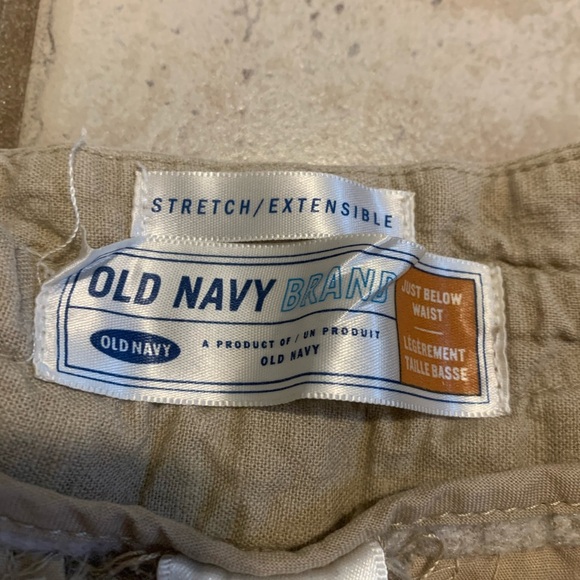 STRETCH/EXTENSIBLE
OLD NAVY BRAND
OLD NAVY
A PRODUCT OF / UN PRODUIT
OLD NAVY
JUST BELOW
WAIST
LÉGÈREMENT
TAILLE BASSE